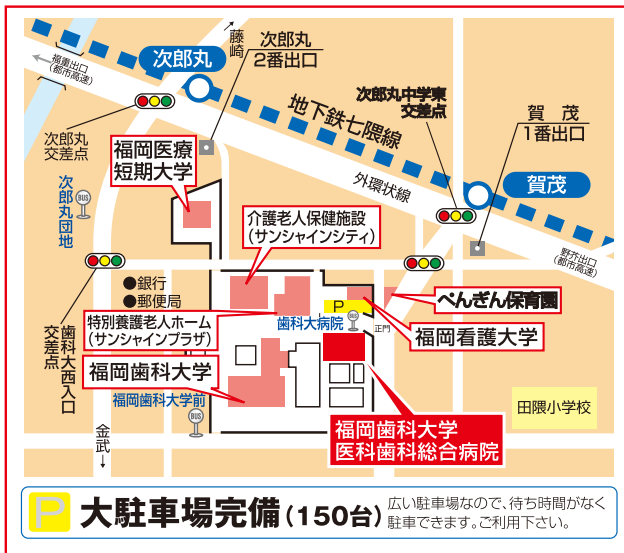 藤崎
↓
福重出口
(都市高速)
次郎丸
次郎丸
2番出口
次郎丸中学東
交差点
地下鉄七隈線
賀 茂
1番出口
次郎丸
交差点
福岡医療
短期大学
外環状線
賀茂
BUS
次郎丸団地
介護老人保健施設
(サンシャインシティ)
野芥出口
(都市高速)
●銀行
●郵便局
P
ぺんぎん保育園
特別養護老人ホーム
(サンシャインプラザ)
歯科大病院
BUS
正門
福岡看護大学
歯科大西入口
交差点
福岡歯科大学
福岡歯科大学前
BUS
田隈小学校
福岡歯科大学
医科歯科総合病院
金武
↓
P 大駐車場完備(150台)
広い駐車場なので、待ち時間がなく
駐車できます。ご利用下さい。